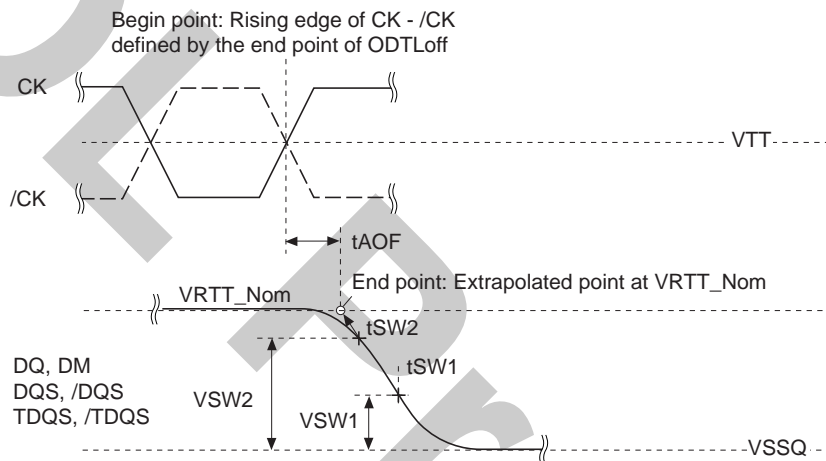 Begin point: Rising edge of CK - /CK
defined by the end point of ODTLoff
CK
VTT
/CK
tAOF
End point: Extrapolated point at VRTT_Nom
VRTT_Nom
tSW2
tSW1
DQ, DM
DQS, /DQS
TDQS, /TDQS
VSW2
VSW1
VSSQ